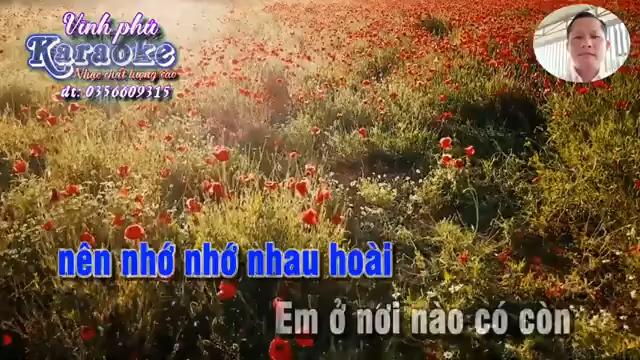 Vinh phú
Karaoke
Nhạc chất lượng cao
đt: 0356609315
nên nhớ nhớ nhau hoài
Em ở nơi nào có còn